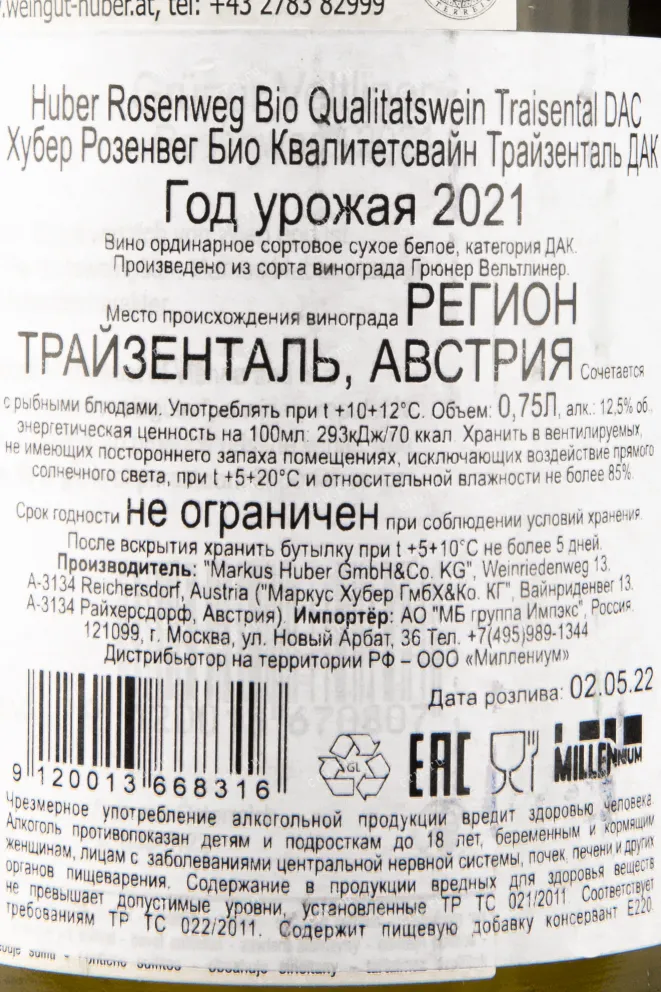 .weingut-huber.at, tel: +43 2783 82999
Huber Rosenweg Bio Qualitatswein Traisental DAC
Хубер Розенвег Био Квалитетсвайн Трайзенталь ДАК
Год урожая 2021
Вино ординарное сортовое сухое белое, категория ДАК.
Произведено из сорта винограда Грюнер Вельтлинер.
Место происхождения винограда РЕГИОН
ТРАЙЗЕНТАЛЬ, АВСТРИЯ Сочетается
с рыбными блюдами. Употреблять при t +10+12°C. Объем: 0,75Л, алк.: 12,5% об.,
энергетическая ценность на 100мл: 293кДж/70 ккал. Хранить в вентилируемых,
не имеющих постороннего запаха помещениях, исключающих воздействие прямого
солнечного света, при t +5+20°C и относительной влажности не более 85%.
Срок годности не ограничен при соблюдении условий хранения.
После вскрытия хранить бутылку при t +5+10°C не более 5 дней.
Производитель: "Markus Huber GmbH&Co. KG", Weinriedenweg 13.
A-3134 Reichersdorf, Austria ("Маркус Хубер ГмбХ&Ко. КГ", Вайнриденвег 13.
А-3134 Райхерсдорф, Австрия). Импортёр: АО "МБ группа Импэкс", Россия.
121099, г. Москва, ул. Новый Арбат, 36 Тел. +7(495)989-1344
Дистрибьютор на территории РФ – ООО «Миллениум»
Дата розлива: 02.05.22
GL
EAC
MILLENNIUM
9 120013 668316
Чрезмерное употребление алкогольной продукции вредит здоровью человека.
Алкоголь противопоказан детям и подросткам до 18 лет, беременным и кормящим
женщинам, лицам с заболеваниями центральной нервной системы, почек, печени и других
органов пищеварения. Содержание в продукции вредных для здоровья веществ
не превышает допустимые уровни, установленные ТР ТС 021/2011. Соответствует
требованиям ТР ТС 022/2011. Содержит пищевую добавку консервант Е220.